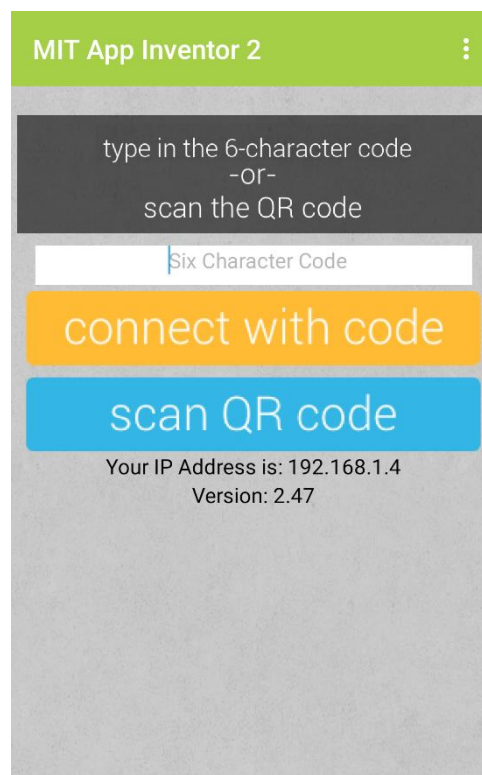 MIT App Inventor 2
type in the 6-character code
-or-
scan the QR code
Six Character Code
connect with code
scan QR code
Your IP Address is: 192.168.1.4
Version: 2.47